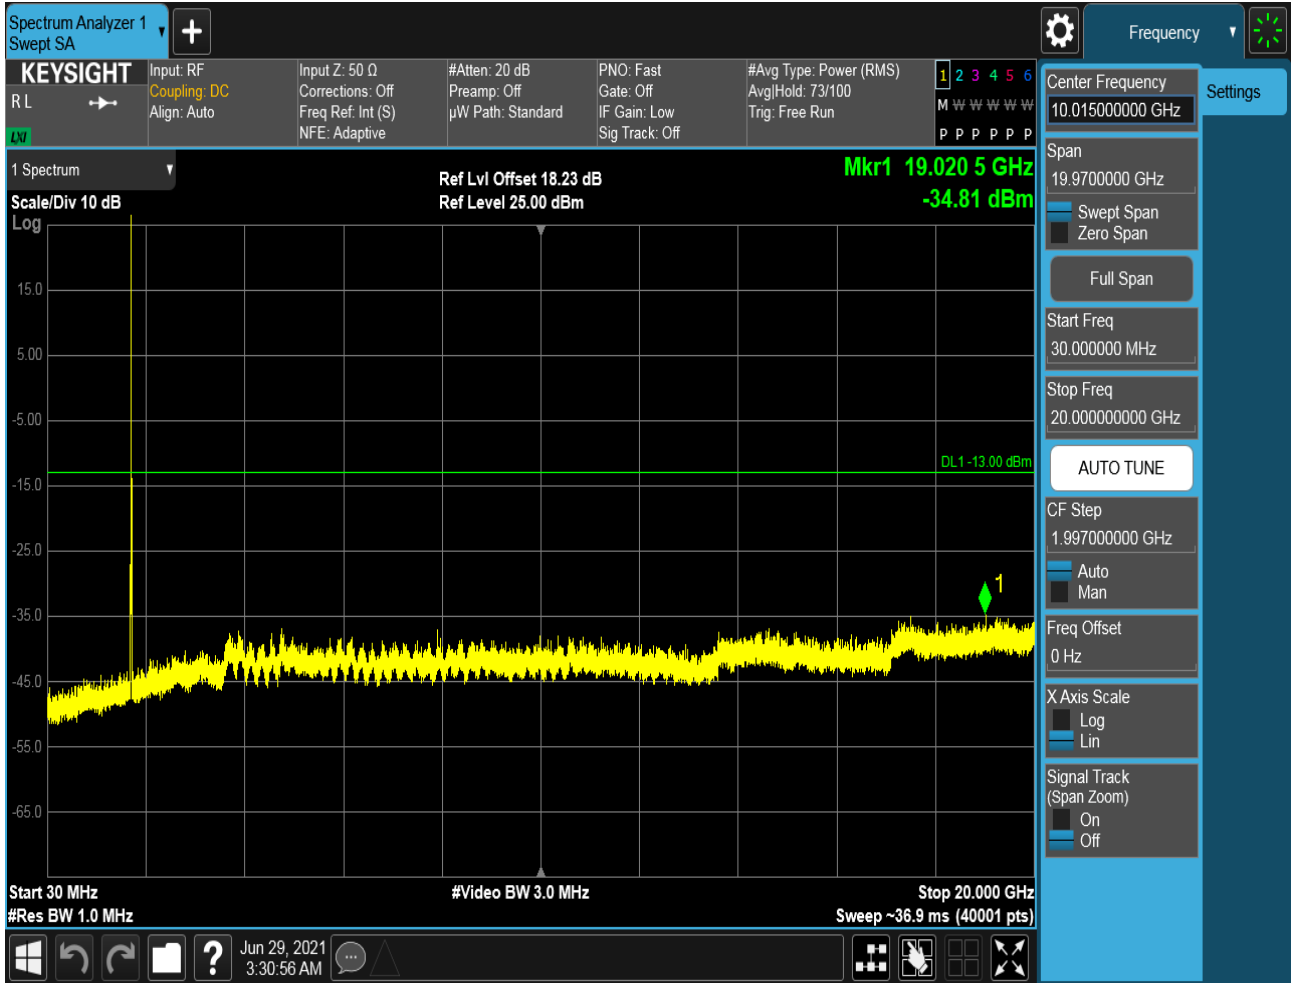 Spectrum Analyzer 1
Swept SA
Frequency
KEYSIGHT
R L
LXI
Input: RF
Coupling: DC
Align: Auto
Input Z: 50 Ω
Corrections: Off
Freq Ref: Int (S)
NFE: Adaptive
#Atten: 20 dB
Preamp: Off
µW Path: Standard
PNO: Fast
Gate: Off
IF Gain: Low
Sig Track: Off
#Avg Type: Power (RMS)
Avg|Hold: 73/100
Trig: Free Run
1 2 3 4 5 6
M W W W W W
P P P P P P
1 Spectrum
Scale/Div 10 dB
Log
Ref Lvl Offset 18.23 dB
Ref Level 25.00 dBm
Mkr1 19.020 5 GHz
-34.81 dBm
15.0
5.00
-5.00
-15.0
-25.0
-35.0
-45.0
-55.0
-65.0
DL1 -13.00 dBm
1
Start 30 MHz
#Res BW 1.0 MHz
#Video BW 3.0 MHz
Stop 20.000 GHz
Sweep ~36.9 ms (40001 pts)
Center Frequency
10.015000000 GHz
Span
19.9700000 GHz
Swept Span
Zero Span
Full Span
Start Freq
30.000000 MHz
Stop Freq
20.000000000 GHz
AUTO TUNE
CF Step
1.997000000 GHz
Auto
Man
Freq Offset
0 Hz
X Axis Scale
Log
Lin
Signal Track
(Span Zoom)
On
Off
Settings
?
Jun 29, 2021
3:30:56 AM